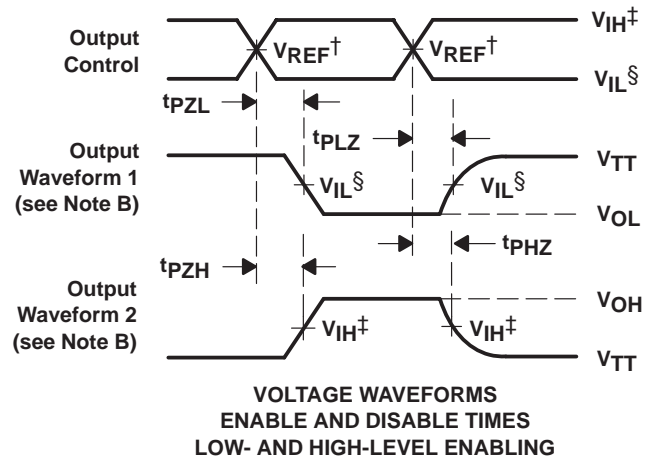 Output
Control
VREF†
VREF†
VIH‡
VIL§
tPZL
tPLZ
Output
Waveform 1
(see Note B)
VIL§
VIL§
VTT
VOL
tPZH
tPHZ
Output
Waveform 2
(see Note B)
VIH‡
VIH‡
VOH
VTT
VOLTAGE WAVEFORMS
ENABLE AND DISABLE TIMES
LOW- AND HIGH-LEVEL ENABLING